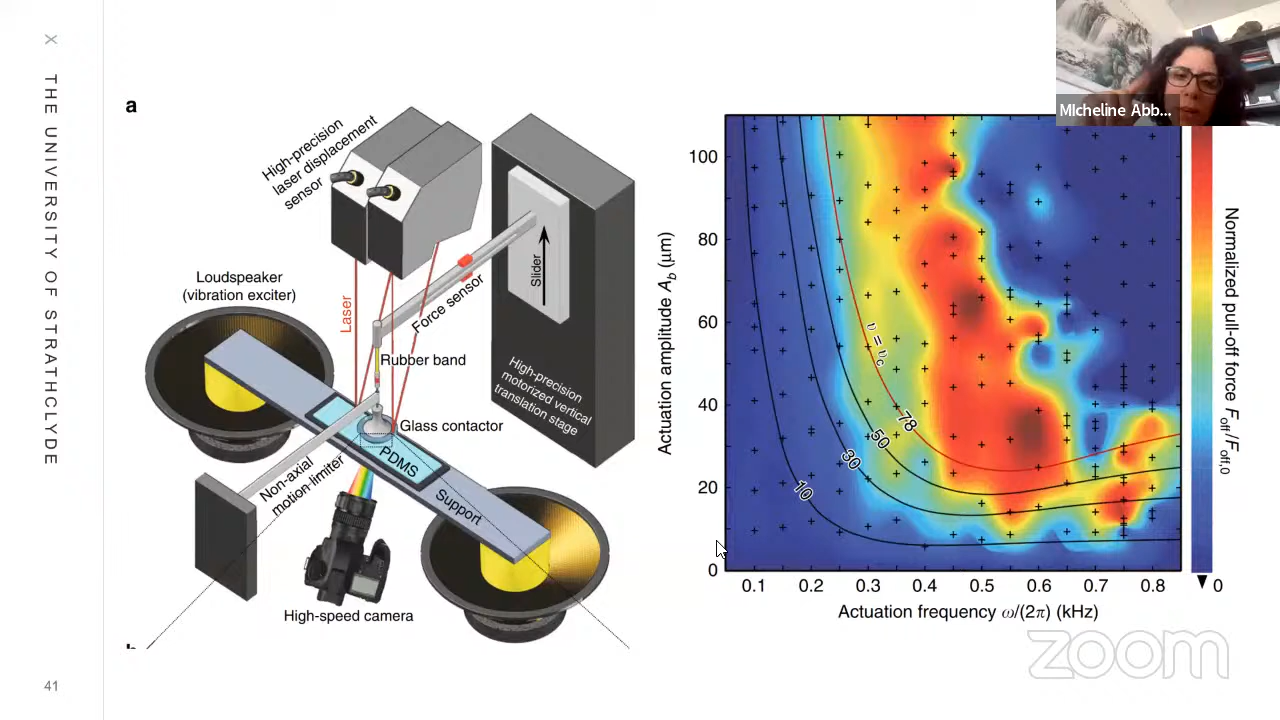 X THE UNIVERSITY OF STRATHCLYDE
a
High-precision
laser displacement
sensor
Loudspeaker
(vibration exciter)
Laser
Force sensor
Slider
Rubber band
High-precision
motorized vertical
translation stage
Glass contactor
PDMS
Non-axial
motion-limiter
Support
High-speed camera
41
MIcheline Abb...
Actuation amplitude A_b (μm)
100
80
60
40
20
0
υ = υ_c
78
50
30
10
0.1 0.2 0.3 0.4 0.5 0.6 0.7 0.8
Actuation frequency ω/(2π) (kHz)
Normalized pull-off force F_off/F_off,0
0
zoom